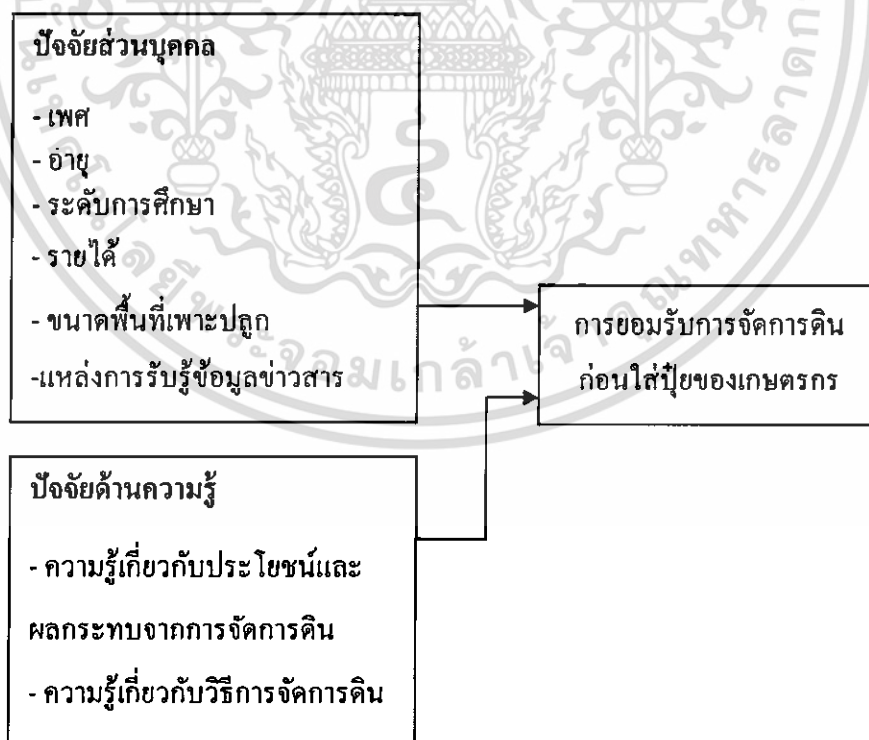 ปัจจัยส่วนบุคคล
- เพศ
- อายุ
- ระดับการศึกษา
- รายได้
- ขนาดพื้นที่เพาะปลูก
-แหล่งการรับรู้ข้อมูลข่าวสาร
การยอมรับการจัดการดิน
ก่อนใส่ปุ๋ยของเกษตรกร
ปัจจัยด้านความรู้
- ความรู้เกี่ยวกับประโยชน์และ
ผลกระทบจากการจัดการดิน
- ความรู้เกี่ยวกับวิธีการจัดการดิน